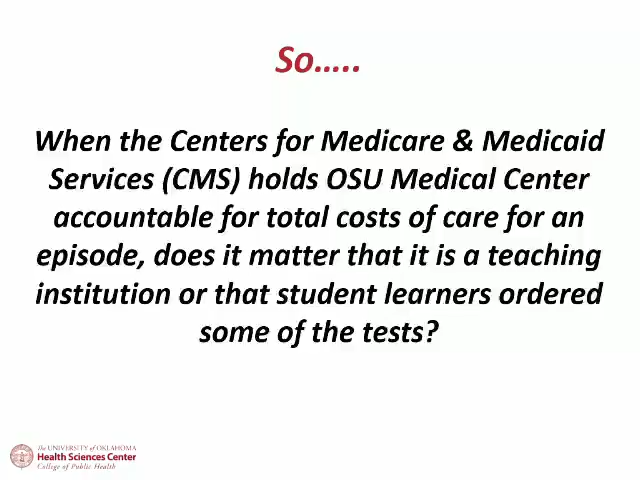 So.....
When the Centers for Medicare & Medicaid
Services (CMS) holds OSU Medical Center
accountable for total costs of care for an
episode, does it matter that it is a teaching
institution or that student learners ordered
some of the tests?
The UNIVERSITY of OKLAHOMA
Health Sciences Center
College of Public Health